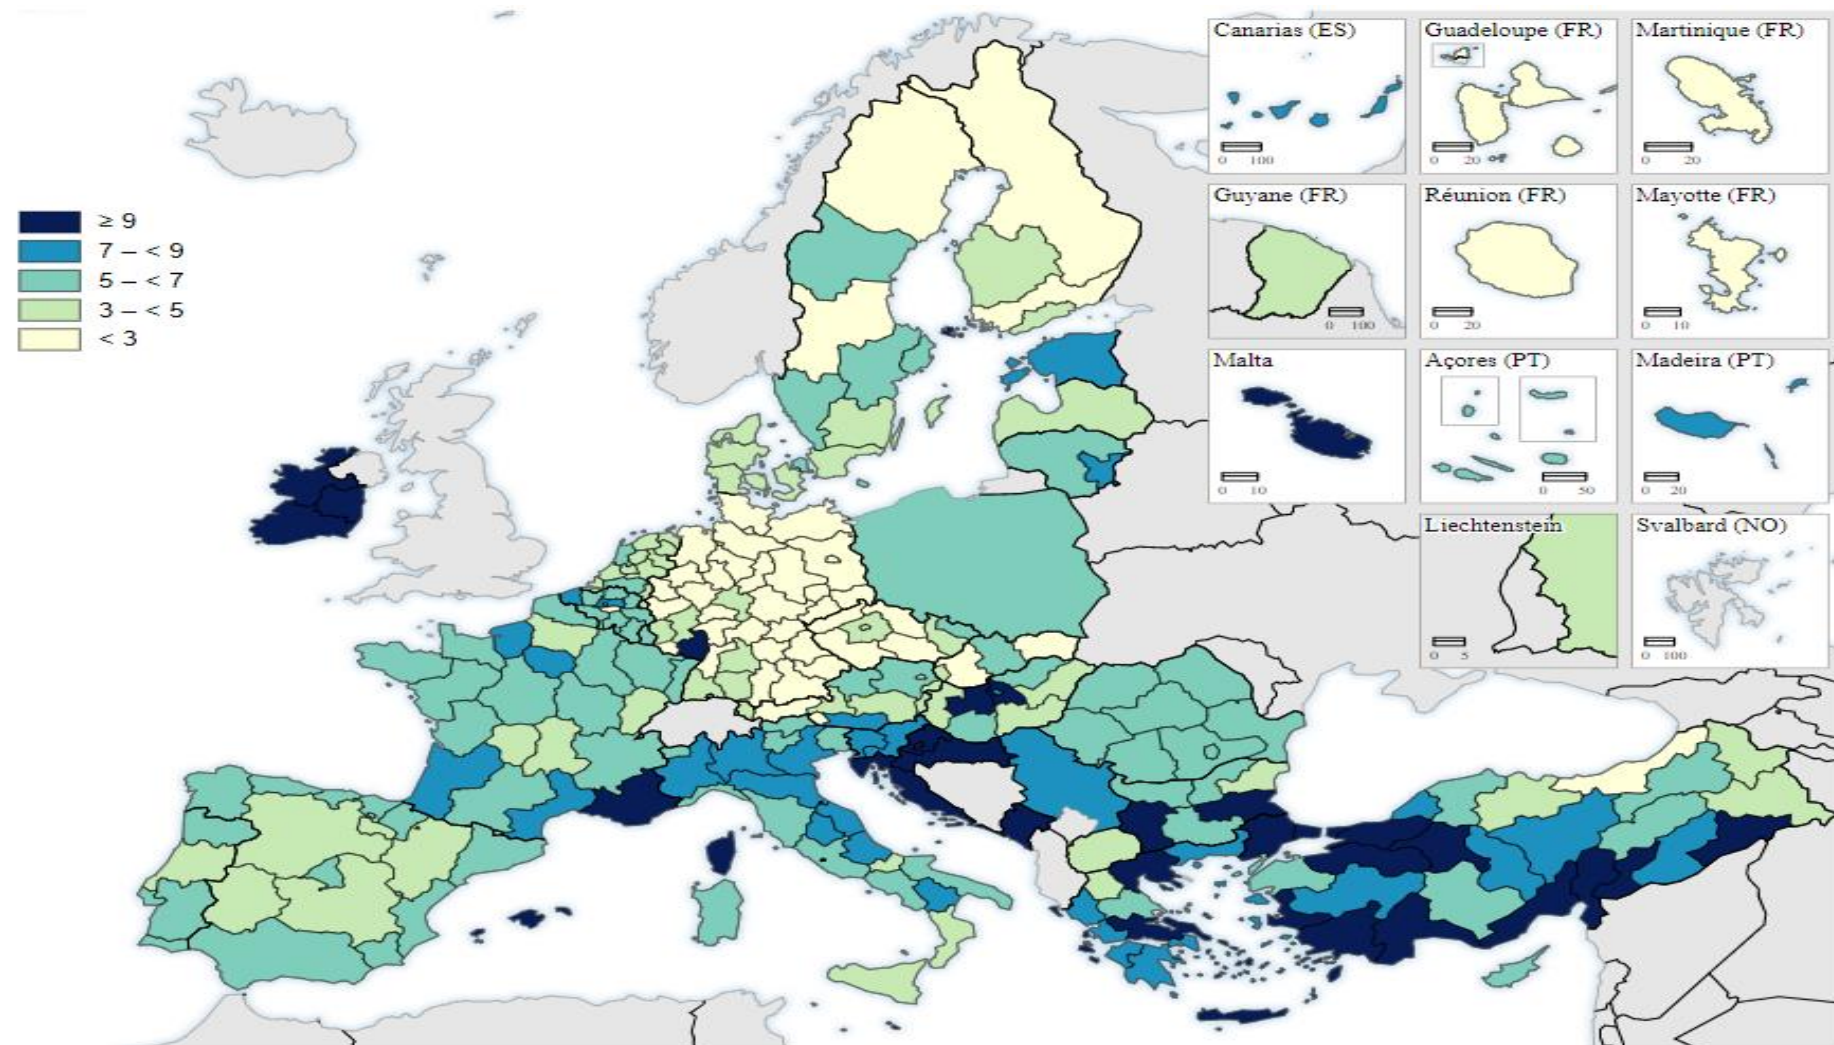 ≥ 9
7 – < 9
5 – < 7
3 – < 5
< 3
Canarias (ES)
0 100
Guadeloupe (FR)
0 20
Martinique (FR)
0 20
Guyane (FR)
0 100
Réunion (FR)
0 20
Mayotte (FR)
0 10
Malta
0 10
Açores (PT)
0 50
Madeira (PT)
0 20
Liechtenstein
0 5
Svalbard (NO)
0 100